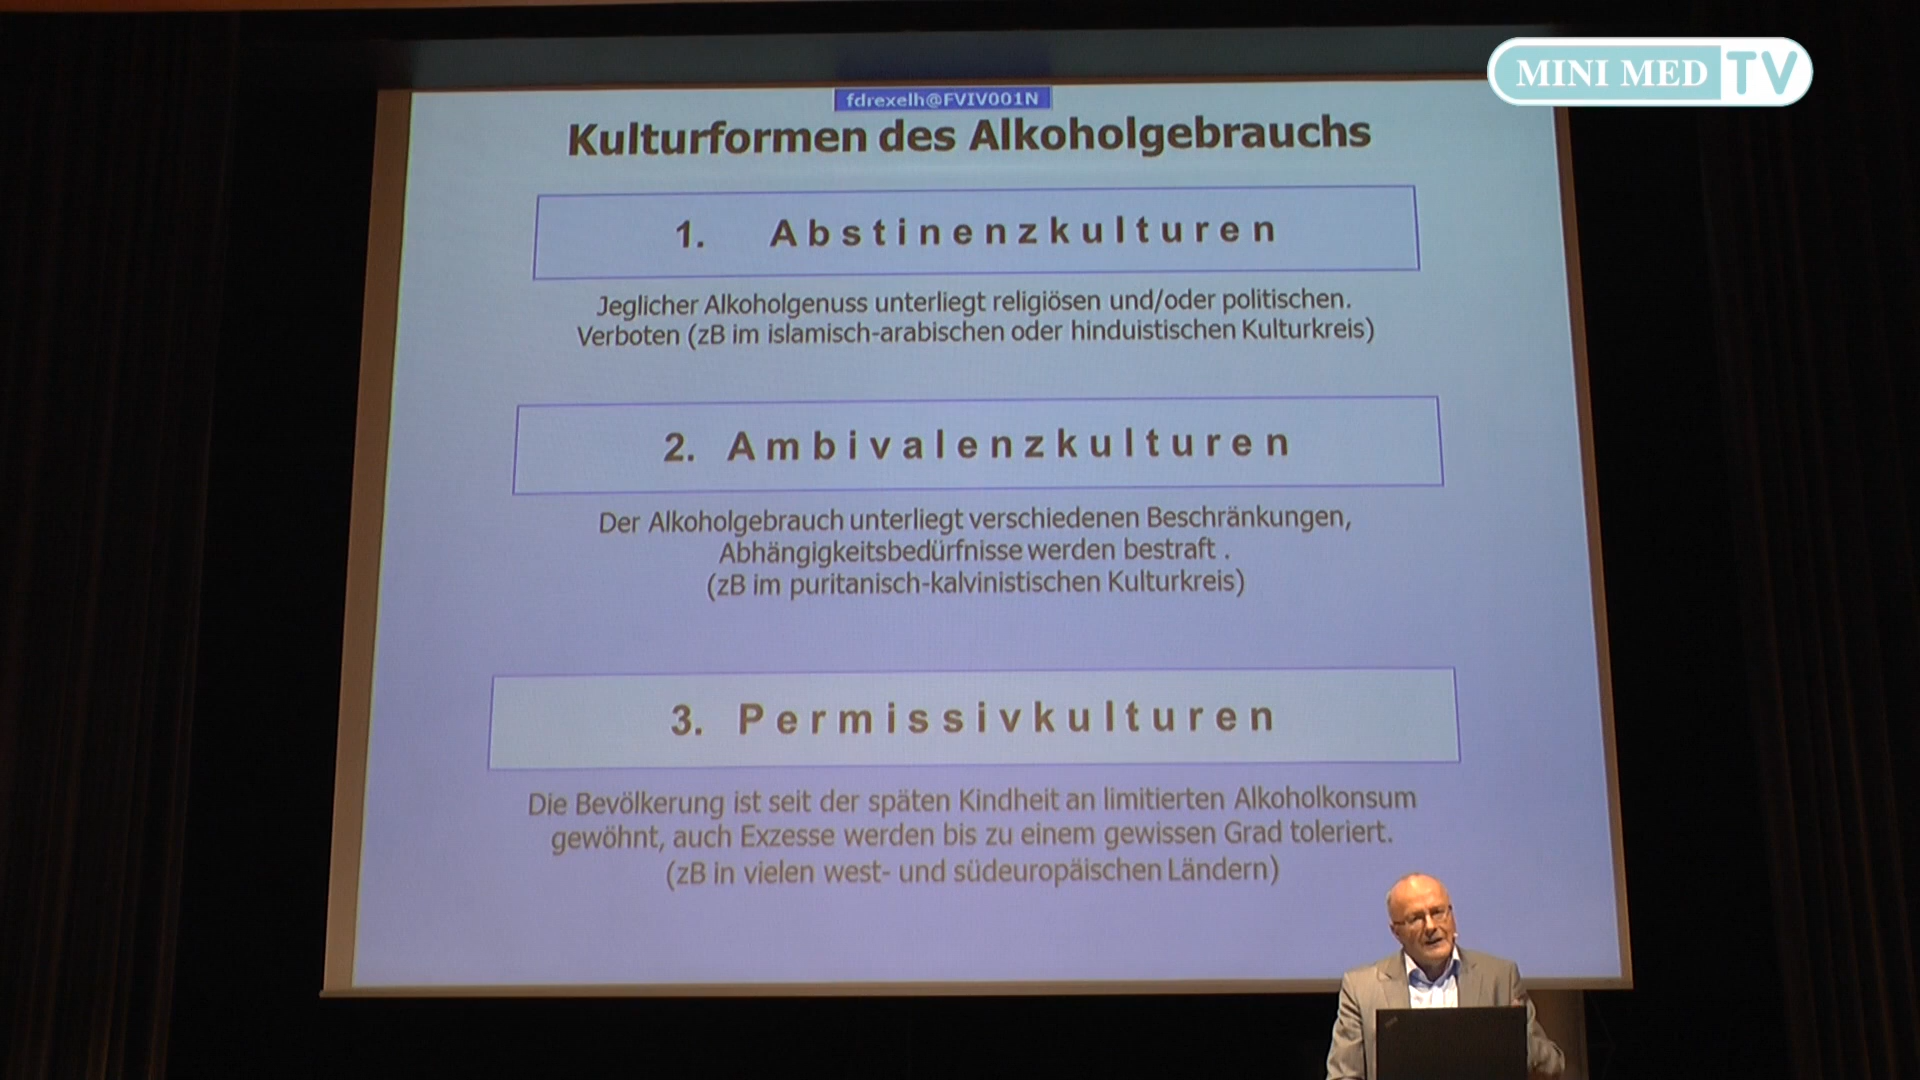 MINI MED TV
fdrexelh@FVIV001N
Kulturformen des Alkoholgebrauchs
1. Abstinenzkulturen
Jeglicher Alkoholgenuss unterliegt religiösen und/oder politischen.
Verboten (zB im islamisch-arabischen oder hinduistischen Kulturkreis)
2. Ambivalenzkulturen
Der Alkoholgebrauch unterliegt verschiedenen Beschränkungen,
Abhängigkeitsbedürfnisse werden bestraft .
(zB im puritanisch-kalvinistischen Kulturkreis)
3. Permissivkulturen
Die Bevölkerung ist seit der späten Kindheit an limitierten Alkoholkonsum
gewöhnt, auch Exzesse werden bis zu einem gewissen Grad toleriert.
(zB in vielen west- und südeuropäischen Ländern)